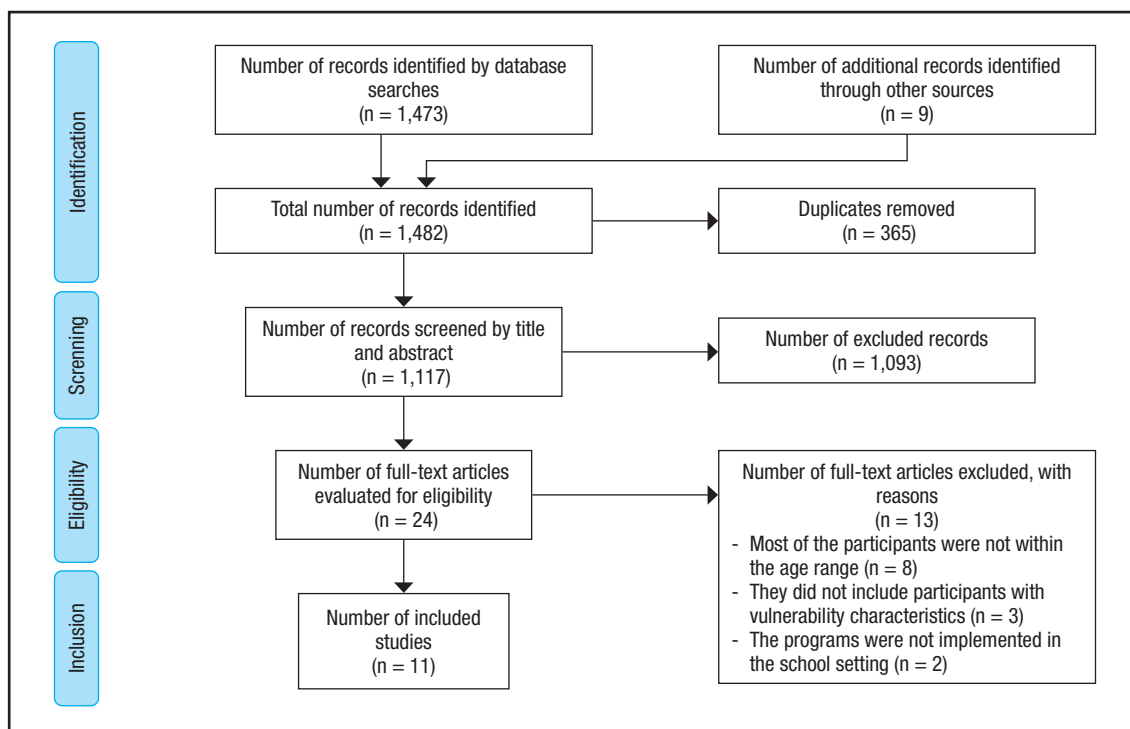 Identification
Number of records identified by database
searches
(n = 1,473)
Number of additional records identified
through other sources
(n = 9)
Total number of records identified
(n = 1,482)
Duplicates removed
(n = 365)
Screnning
Number of records screened by title
and abstract
(n = 1,117)
Number of excluded records
(n = 1,093)
Eligibility
Number of full-text articles
evaluated for eligibility
(n = 24)
Number of full-text articles excluded, with
reasons
(n = 13)
- Most of the participants were not within
the age range (n = 8)
- They did not include participants with
vulnerability characteristics (n = 3)
- The programs were not implemented in
the school setting (n = 2)
Inclusion
Number of included
studies
(n = 11)